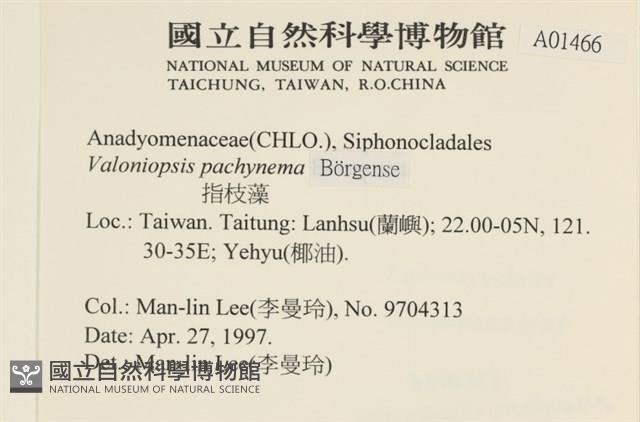 國立自然科學博物館
A01466
NATIONAL MUSEUM OF NATURAL SCIENCE
TAICHUNG, TAIWAN, R.O.CHINA
Anadyomenaceae(CHLO.), Siphonocladales
Valoniopsis pachynema Börgense
指枝藻
Loc.: Taiwan. Taitung: Lanhsu(蘭嶼); 22.00-05N, 121.
30-35E; Yehyu(椰油).
Col.: Man-lin Lee(李曼玲), No. 9704313
Date: Apr. 27, 1997.
Det.: Man-lin Lee(李曼玲)
國立自然科學博物館
NATIONAL MUSEUM OF NATURAL SCIENCE